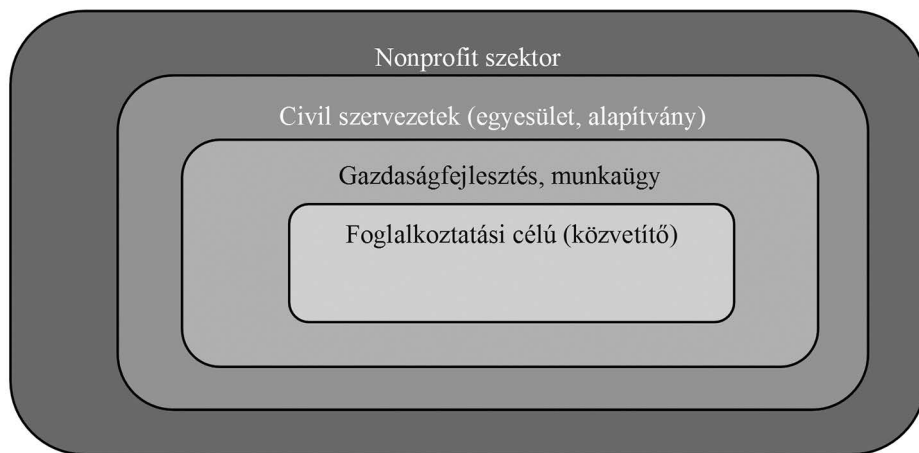 Nonprofit szektor
Civil szervezetek (egyesület, alapítvány)
Gazdaságfejlesztés, munkaügy
Foglalkoztatási célú (közvetítő)